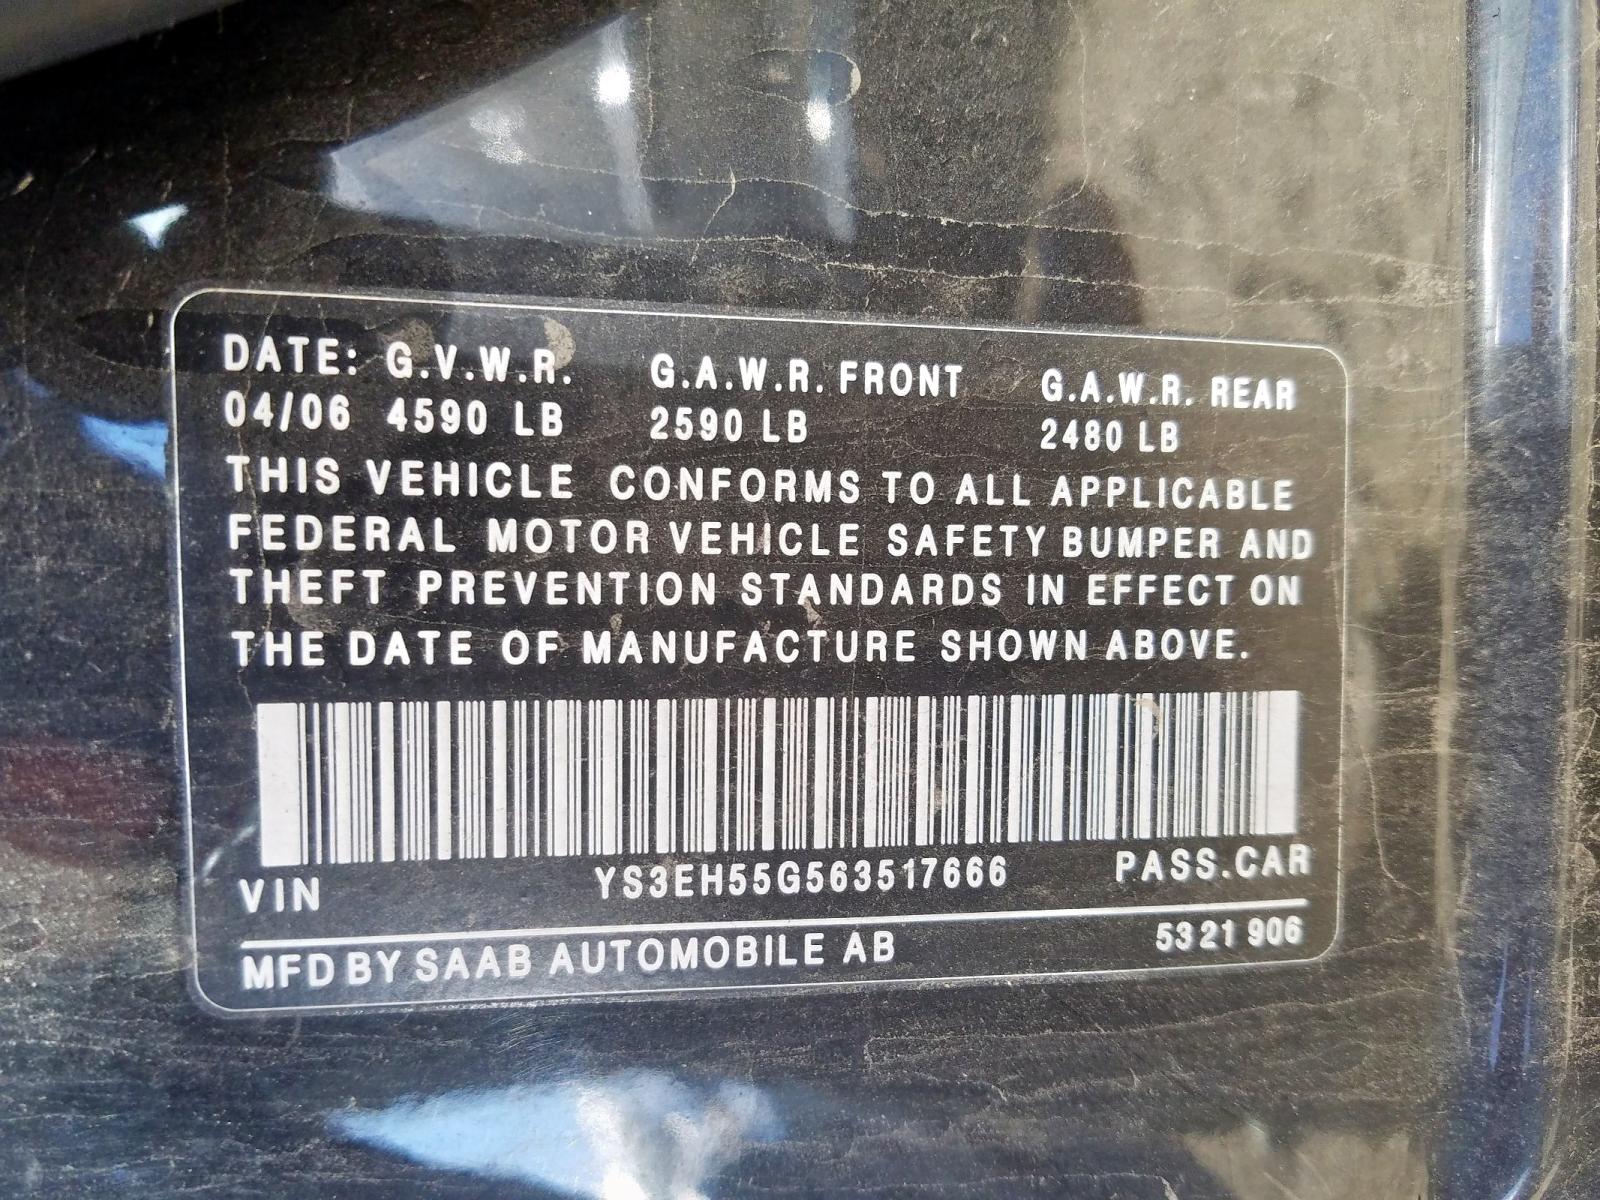 DATE: G.V.W.R. G.A.W.R. FRONT G.A.W.R. REAR
04/06 4590 LB 2590 LB 2480 LB
THIS VEHICLE CONFORMS TO ALL APPLICABLE
FEDERAL MOTOR VEHICLE SAFETY BUMPER AND
THEFT PREVENTION STANDARDS IN EFFECT ON
THE DATE OF MANUFACTURE SHOWN ABOVE.
VIN YS3EH55G563517666 PASS.CAR
MFD BY SAAB AUTOMOBILE AB 53 21 906